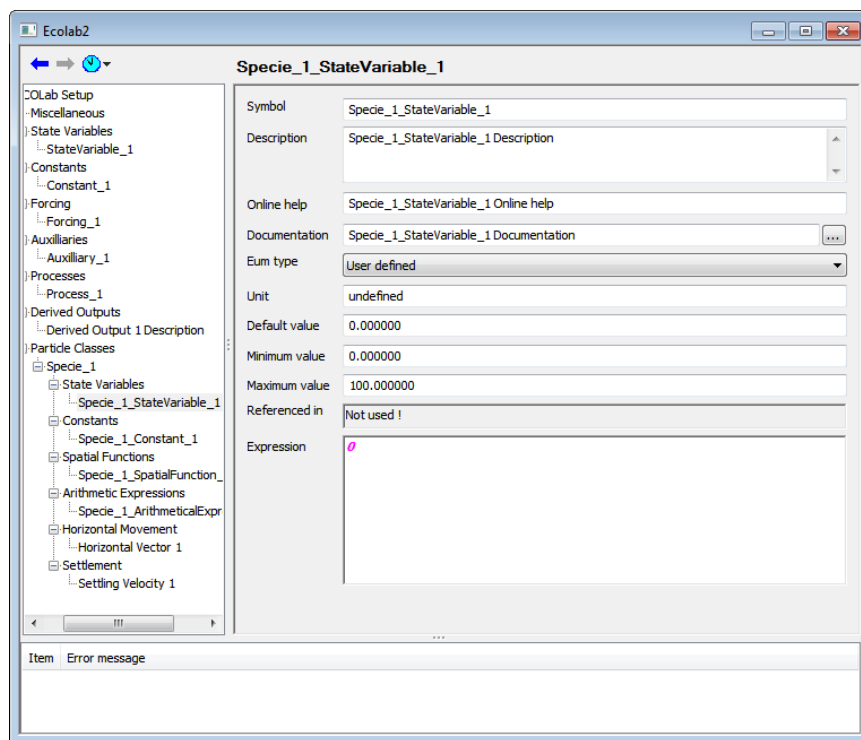 Ecolab2
Specie_1_StateVariable_1
COLab Setup
Miscellaneous
State Variables
StateVariable_1
Constants
Constant_1
Forcing
Forcing_1
Auxilliaries
Auxilliary_1
Processes
Process_1
Derived Outputs
Derived Output 1 Description
Particle Classes
Specie_1
State Variables
Specie_1_StateVariable_1
Constants
Specie_1_Constant_1
Spatial Functions
Specie_1_SpatialFunction_
Arithmetic Expressions
Specie_1_ArithmeticalExpr
Horizontal Movement
Horizontal Vector 1
Settlement
Settling Velocity 1
Symbol Specie_1_StateVariable_1
Description Specie_1_StateVariable_1 Description
Online help Specie_1_StateVariable_1 Online help
Documentation Specie_1_StateVariable_1 Documentation ...
Eum type User defined
Unit undefined
Default value 0.000000
Minimum value 0.000000
Maximum value 100.000000
Referenced in Not used !
Expression 0
Item Error message